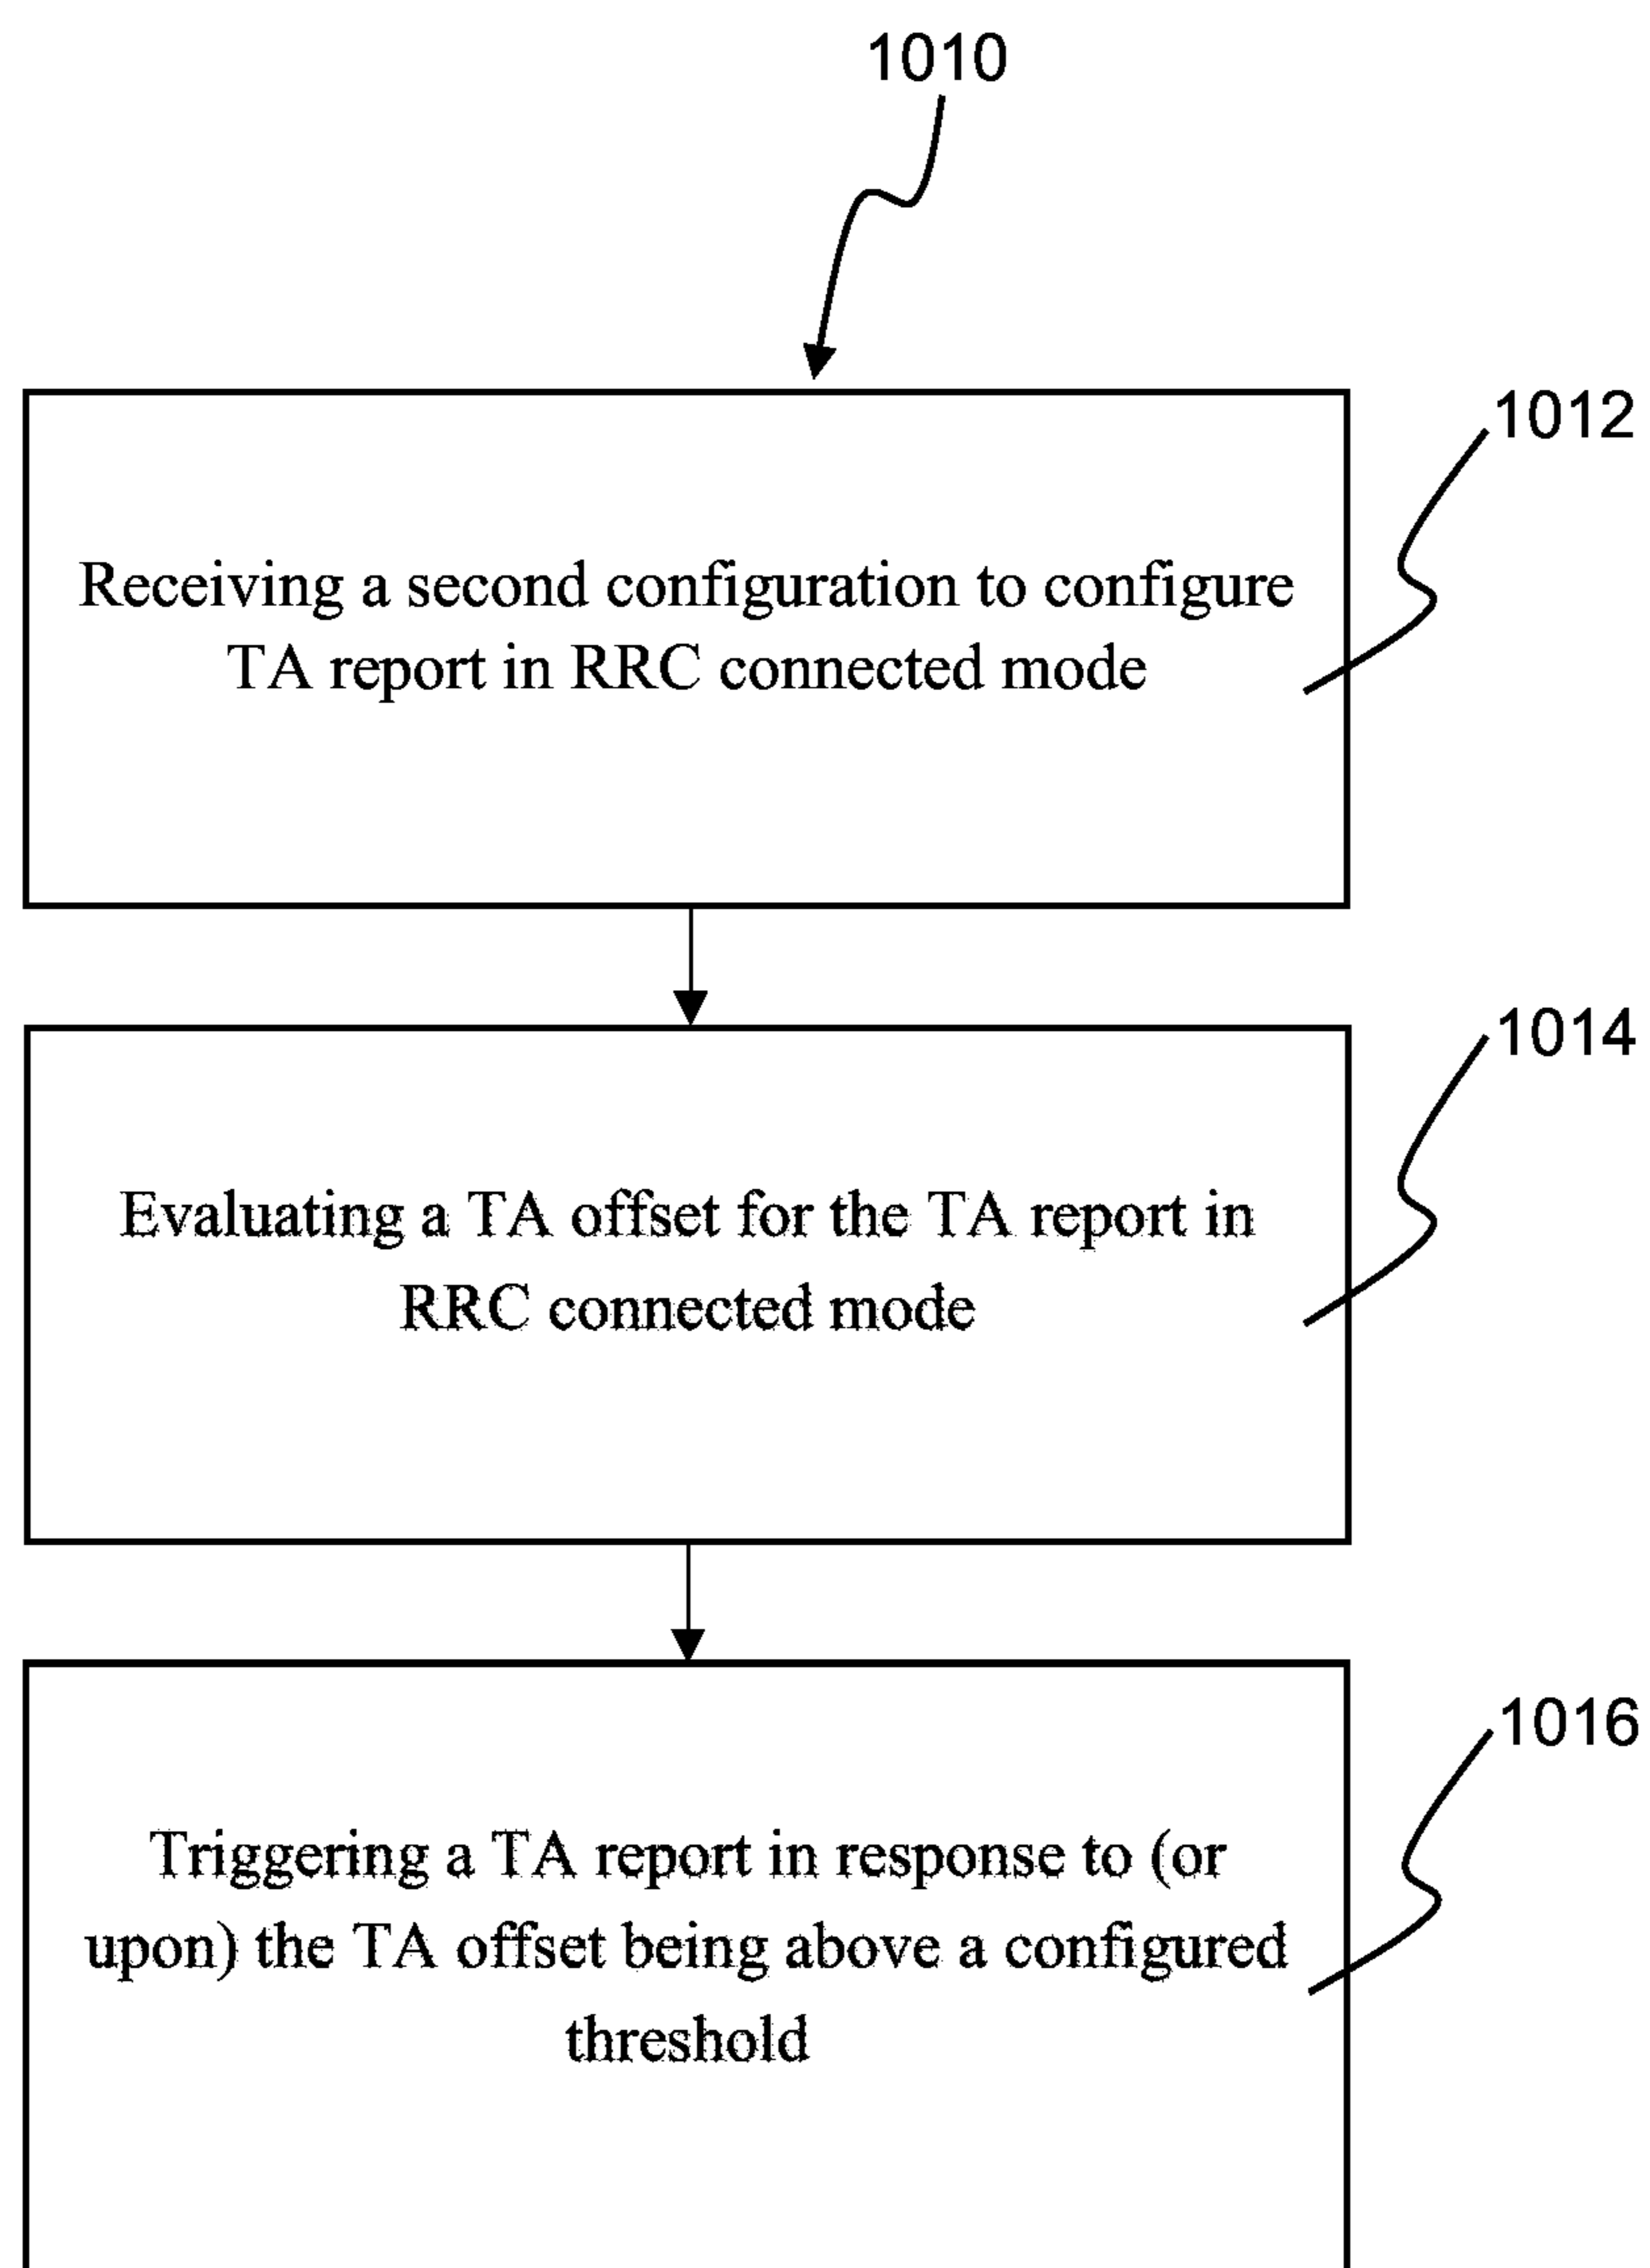 1010
1012
Receiving a second configuration to configure
TA report in RRC connected mode
1014
Evaluating a TA offset for the TA report in
RRC connected mode
1016
Triggering a TA report in response to (or
upon) the TA offset being above a configured
threshold